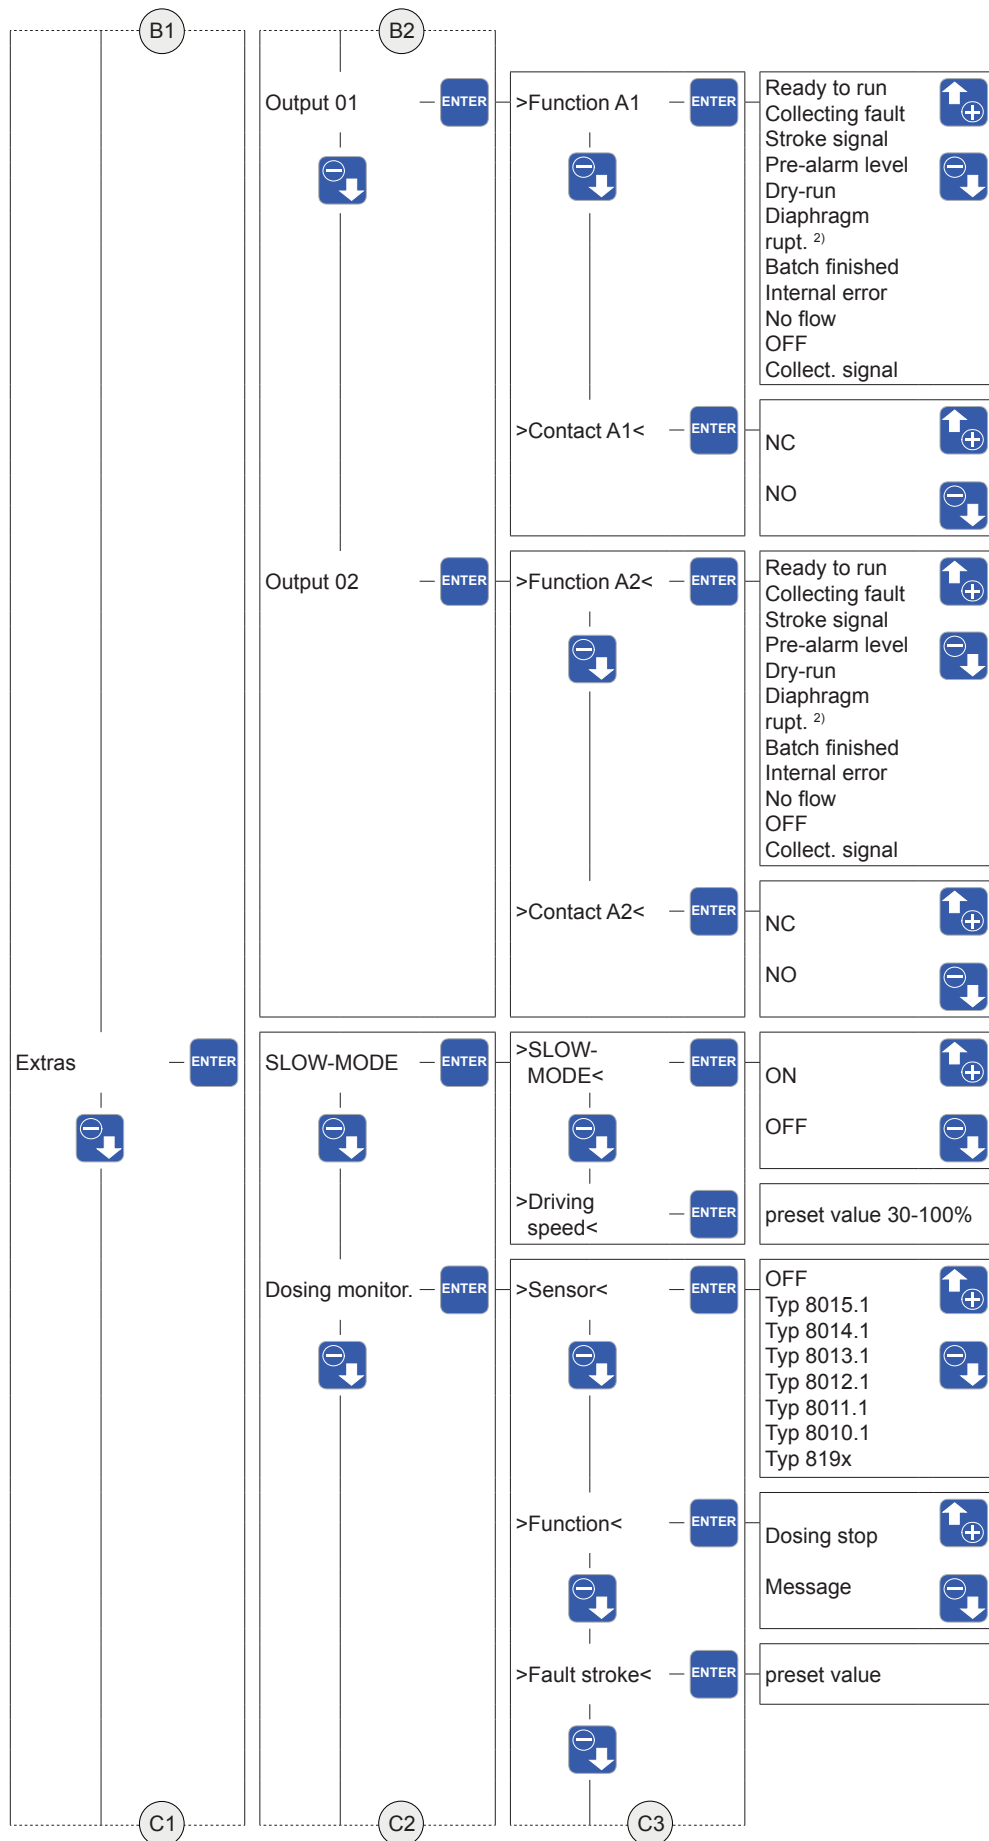 B1
B2
Output 01
ENTER
>Function A1
ENTER
Ready to run
Collecting fault
Stroke signal
Pre-alarm level
Dry-run
Diaphragm
rupt. 2)
Batch finished
Internal error
No flow
OFF
Collect. signal
>Contact A1<
ENTER
NC
NO
Output 02
ENTER
>Function A2<
ENTER
Ready to run
Collecting fault
Stroke signal
Pre-alarm level
Dry-run
Diaphragm
rupt. 2)
Batch finished
Internal error
No flow
OFF
Collect. signal
>Contact A2<
ENTER
NC
NO
Extras
ENTER
SLOW-MODE
ENTER
>SLOW-
MODE<
ENTER
ON
OFF
>Driving
speed<
ENTER
preset value 30-100%
Dosing monitor.
ENTER
>Sensor<
ENTER
OFF
Typ 8015.1
Typ 8014.1
Typ 8013.1
Typ 8012.1
Typ 8011.1
Typ 8010.1
Typ 819x
>Function<
ENTER
Dosing stop
Message
>Fault stroke<
ENTER
preset value
C1
C2
C3